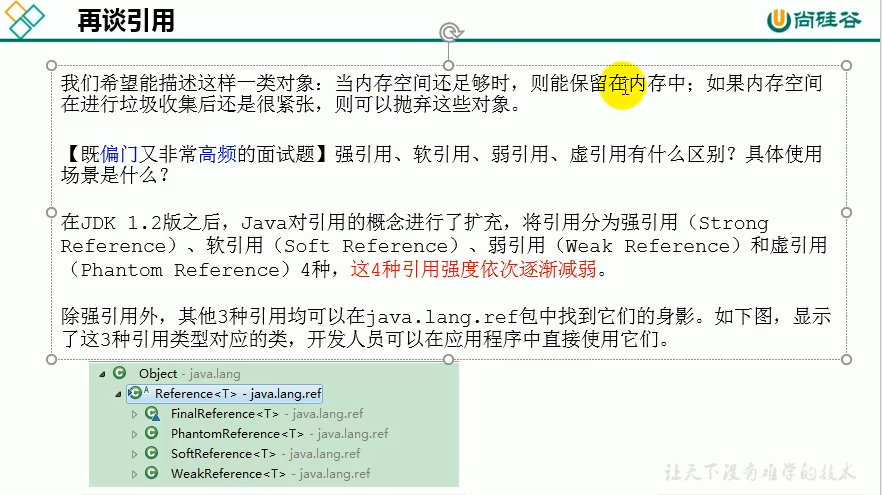 再谈引用
尚硅谷
我们希望能描述这样一类对象：当内存空间还足够时，则能保留在内存中；如果内存空间
在进行垃圾收集后还是很紧张，则可以抛弃这些对象。
【既偏门又非常高频的面试题】强引用、软引用、弱引用、虚引用有什么区别？具体使用
场景是什么？
在JDK 1.2版之后，Java对引用的概念进行了扩充，将引用分为强引用（Strong
Reference）、软引用（Soft Reference）、弱引用（Weak Reference）和虚引用
（Phantom Reference）4种，这4种引用强度依次逐渐减弱。
除强引用外，其他3种引用均可以在java.lang.ref包中找到它们的身影。如下图，显示
了这3种引用类型对应的类，开发人员可以在应用程序中直接使用它们。
Object - java.lang
Reference<T> - java.lang.ref
FinalReference<T> - java.lang.ref
PhantomReference<T> - java.lang.ref
SoftReference<T> - java.lang.ref
WeakReference<T> - java.lang.ref
让天下没有难学的技术